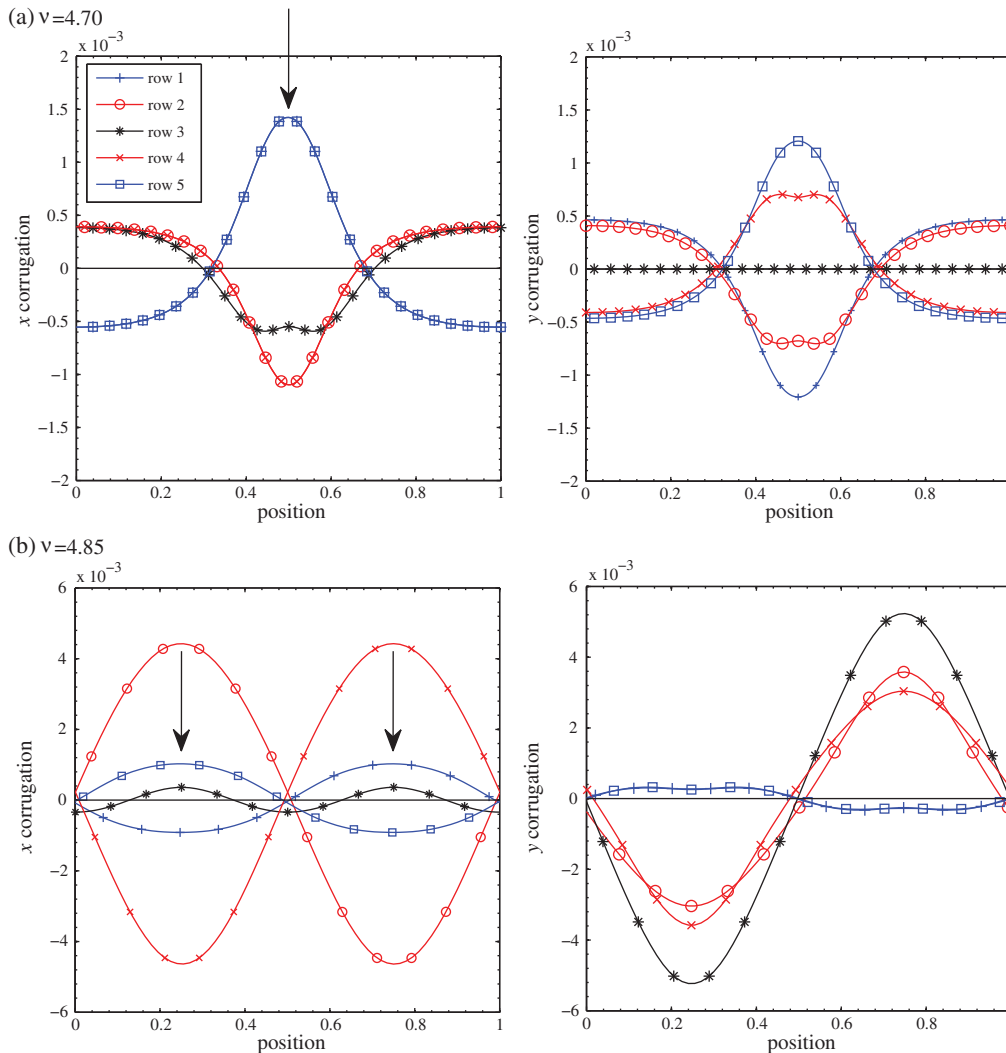 (a) ν=4.70
x 10⁻³
2
1.5
1
0.5
0
−0.5
−1
−1.5
−2
x corrugation
row 1
row 2
row 3
row 4
row 5
0 0.2 0.4 0.6 0.8 1
position
x 10⁻³
2
1.5
1
0.5
0
−0.5
−1
−1.5
−2
y corrugation
0 0.2 0.4 0.6 0.8 1
position
(b) ν=4.85
x 10⁻³
6
4
2
0
−2
−4
−6
x corrugation
0 0.2 0.4 0.6 0.8 1
position
x 10⁻³
6
4
2
0
−2
−4
−6
y corrugation
0 0.2 0.4 0.6 0.8
position